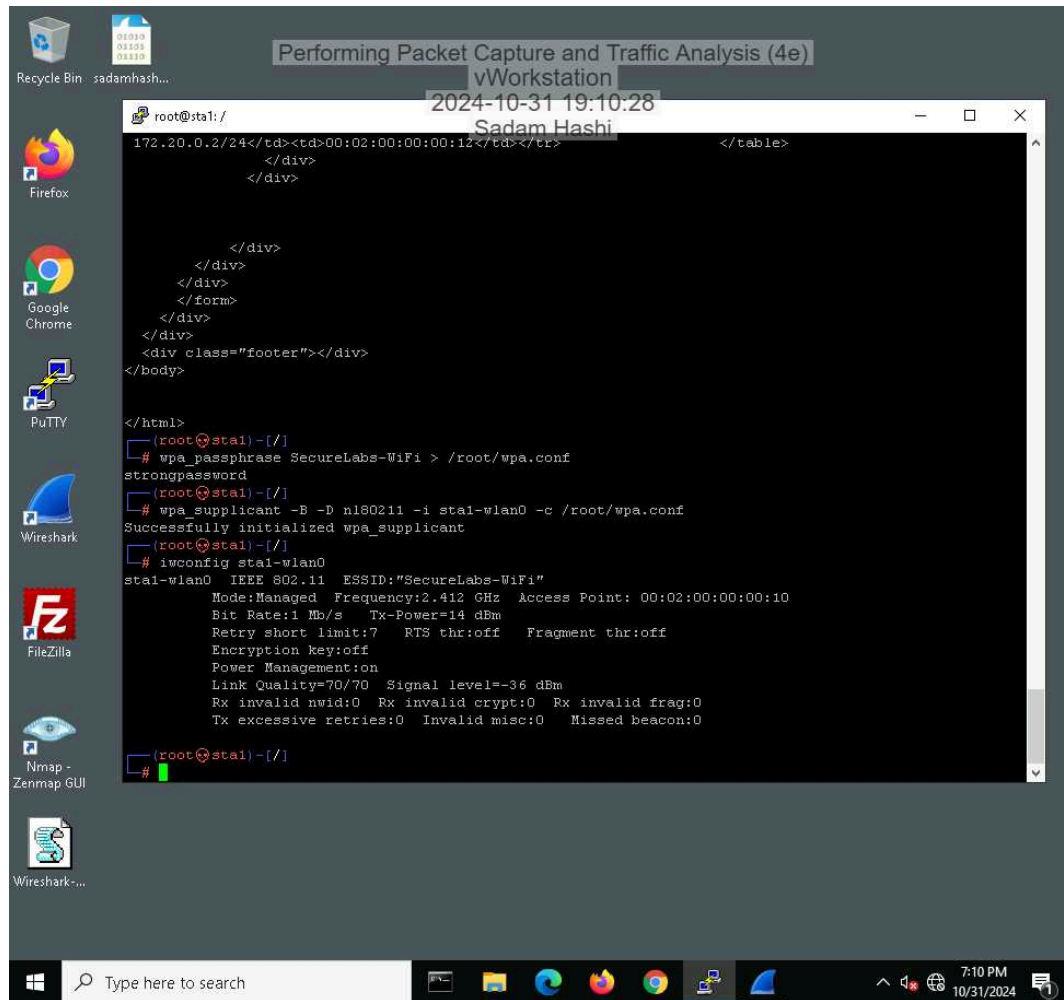 Recycle Bin
sadamhash...
01010
01101
01110
Performing Packet Capture and Traffic Analysis (4e)
vWorkstation
2024-10-31 19:10:28
Sadam Hashi
root@sta1: /
172.20.0.2/24</td><td>00:02:00:00:00:12</td></tr> </table>
</div>
</div>
</div>
</div>
</div>
</form>
</div>
</div>
<div class="footer"></div>
</body>
</html>
(root💀sta1)-[/]
# wpa_passphrase SecureLabs-WiFi > /root/wpa.conf
strongpassword
(root💀sta1)-[/]
# wpa_supplicant -B -D nl80211 -i sta1-wlan0 -c /root/wpa.conf
Successfully initialized wpa_supplicant
(root💀sta1)-[/]
# iwconfig sta1-wlan0
sta1-wlan0 IEEE 802.11 ESSID:"SecureLabs-WiFi"
Mode:Managed Frequency:2.412 GHz Access Point: 00:02:00:00:00:10
Bit Rate:1 Mb/s Tx-Power=14 dBm
Retry short limit:7 RTS thr:off Fragment thr:off
Encryption key:off
Power Management:on
Link Quality=70/70 Signal level=-36 dBm
Rx invalid nwid:0 Rx invalid crypt:0 Rx invalid frag:0
Tx excessive retries:0 Invalid misc:0 Missed beacon:0
(root💀sta1)-[/]
#
Firefox
Google
Chrome
PuTTY
Wireshark
FileZilla
Nmap -
Zenmap GUI
Wireshark-...
Type here to search
7:10 PM
10/31/2024
1